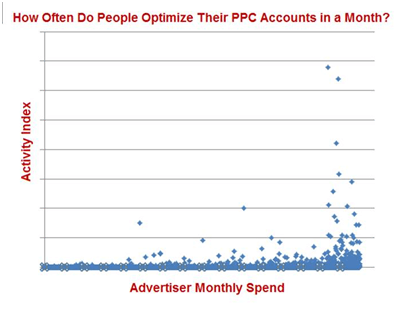 How Often Do People Optimize Their PPC Accounts in a Month?
Activity Index
Advertiser Monthly Spend